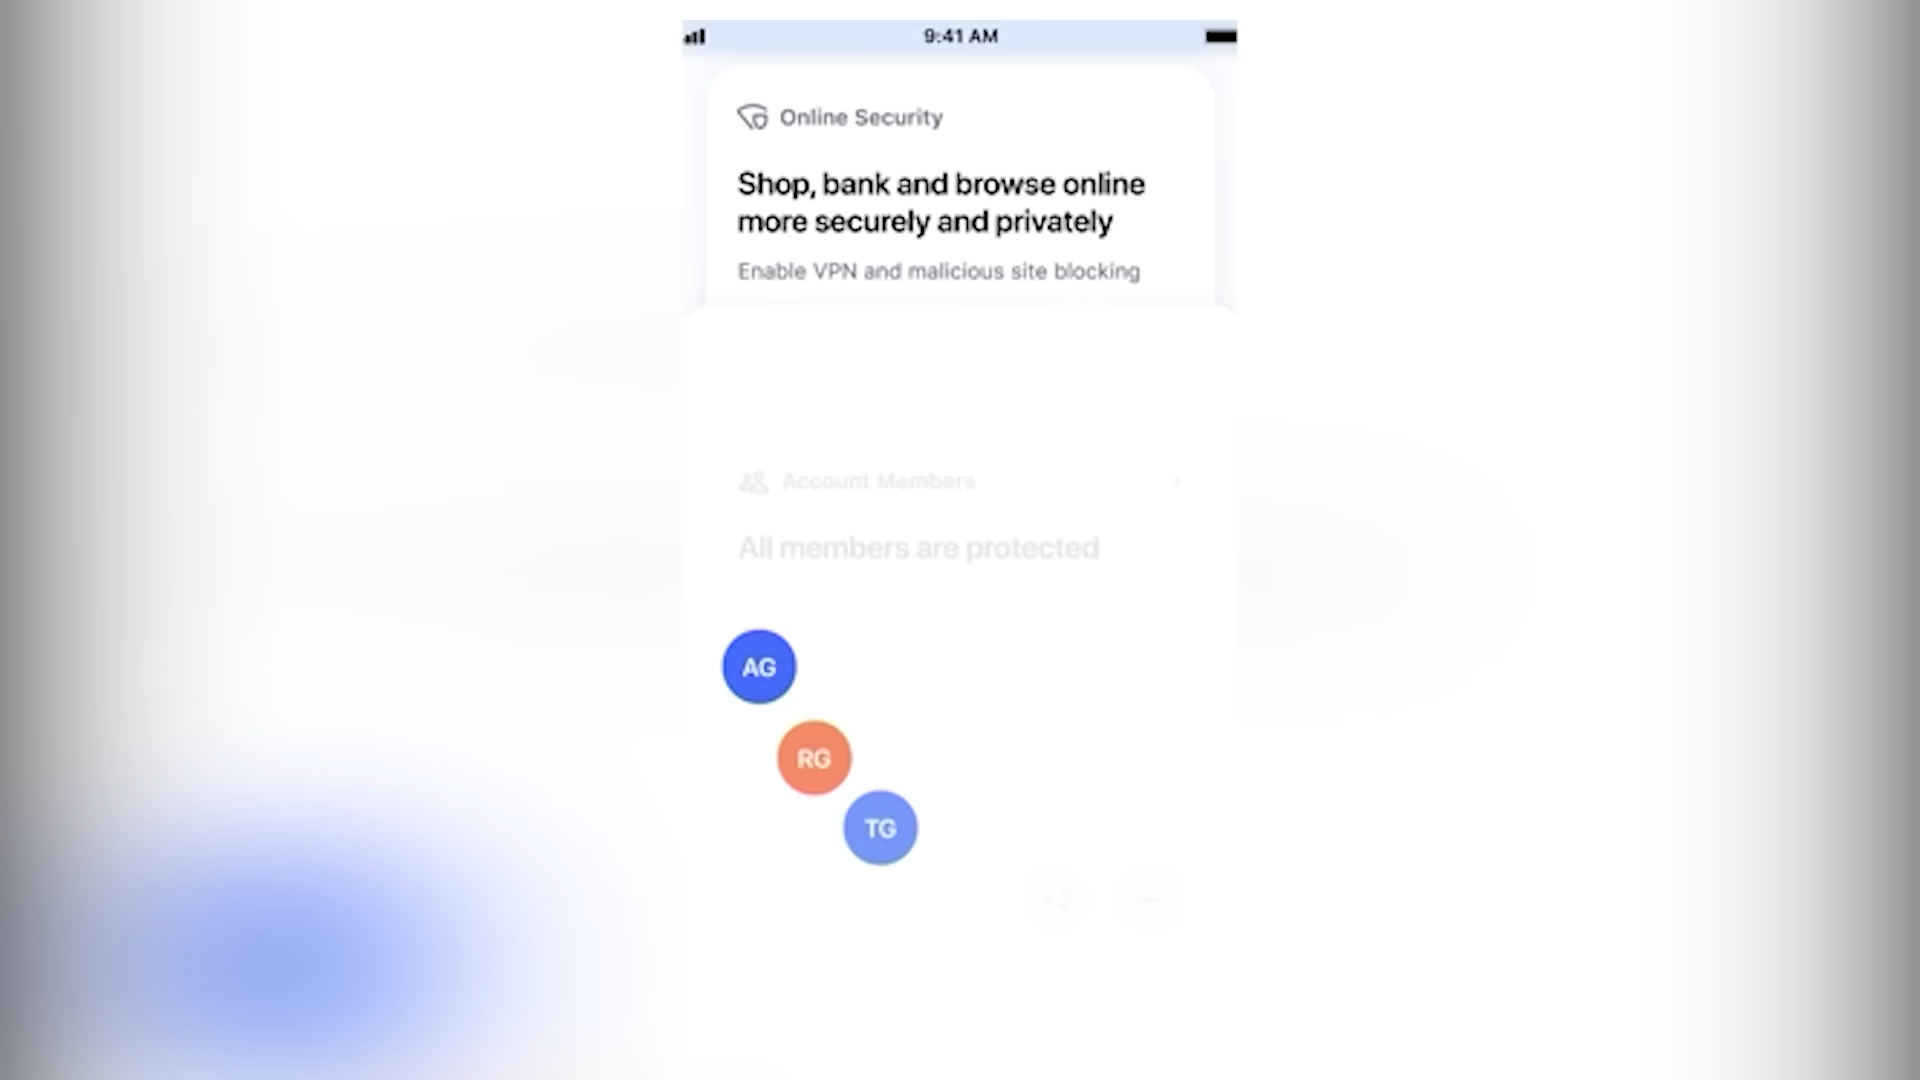 9:41 AM
Online Security
Shop, bank and browse online
more securely and privately
Enable VPN and malicious site blocking
Account Members
All members are protected
AG
RG
TG